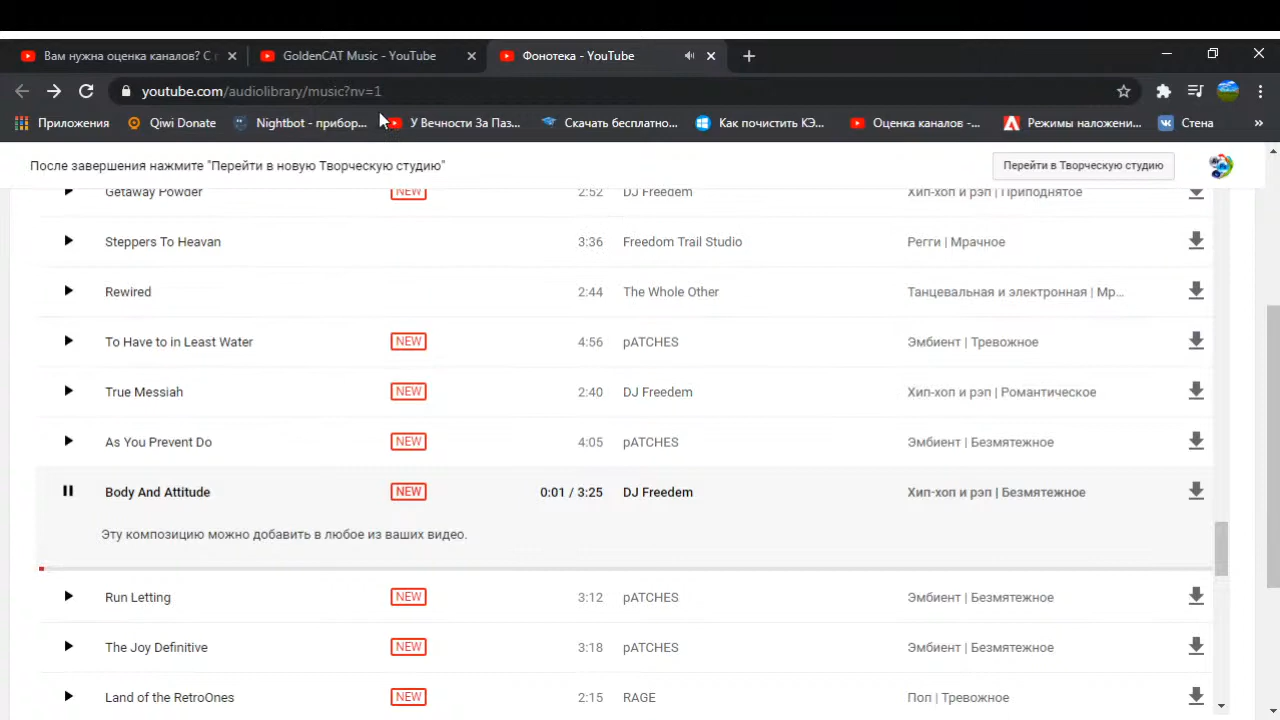 Вам нужна оценка каналов? С г
GoldenCAT Music - YouTube
Фонотека - YouTube
youtube.com/audiolibrary/music?nv=1
Приложения
Qiwi Donate
Nightbot - прибор...
У Вечности За Паз...
Скачать бесплатно...
Как почистить КЭ...
Оценка каналов -...
Режимы наложени...
Стена
»
После завершения нажмите "Перейти в новую Творческую студию"
Перейти в Творческую студию
Getaway Powder NEW 2:52 DJ Freedem Хип-хоп и рэп | Приподнятое
Steppers To Heavan 3:36 Freedom Trail Studio Регги | Мрачное
Rewired 2:44 The Whole Other Танцевальная и электронная | Мр...
To Have to in Least Water NEW 4:56 pATCHES Эмбиент | Тревожное
True Messiah NEW 2:40 DJ Freedem Хип-хоп и рэп | Романтическое
As You Prevent Do NEW 4:05 pATCHES Эмбиент | Безмятежное
Body And Attitude NEW 0:01 / 3:25 DJ Freedem Хип-хоп и рэп | Безмятежное
Эту композицию можно добавить в любое из ваших видео.
Run Letting NEW 3:12 pATCHES Эмбиент | Безмятежное
The Joy Definitive NEW 3:18 pATCHES Эмбиент | Безмятежное
Land of the RetroOnes NEW 2:15 RAGE Поп | Тревожное